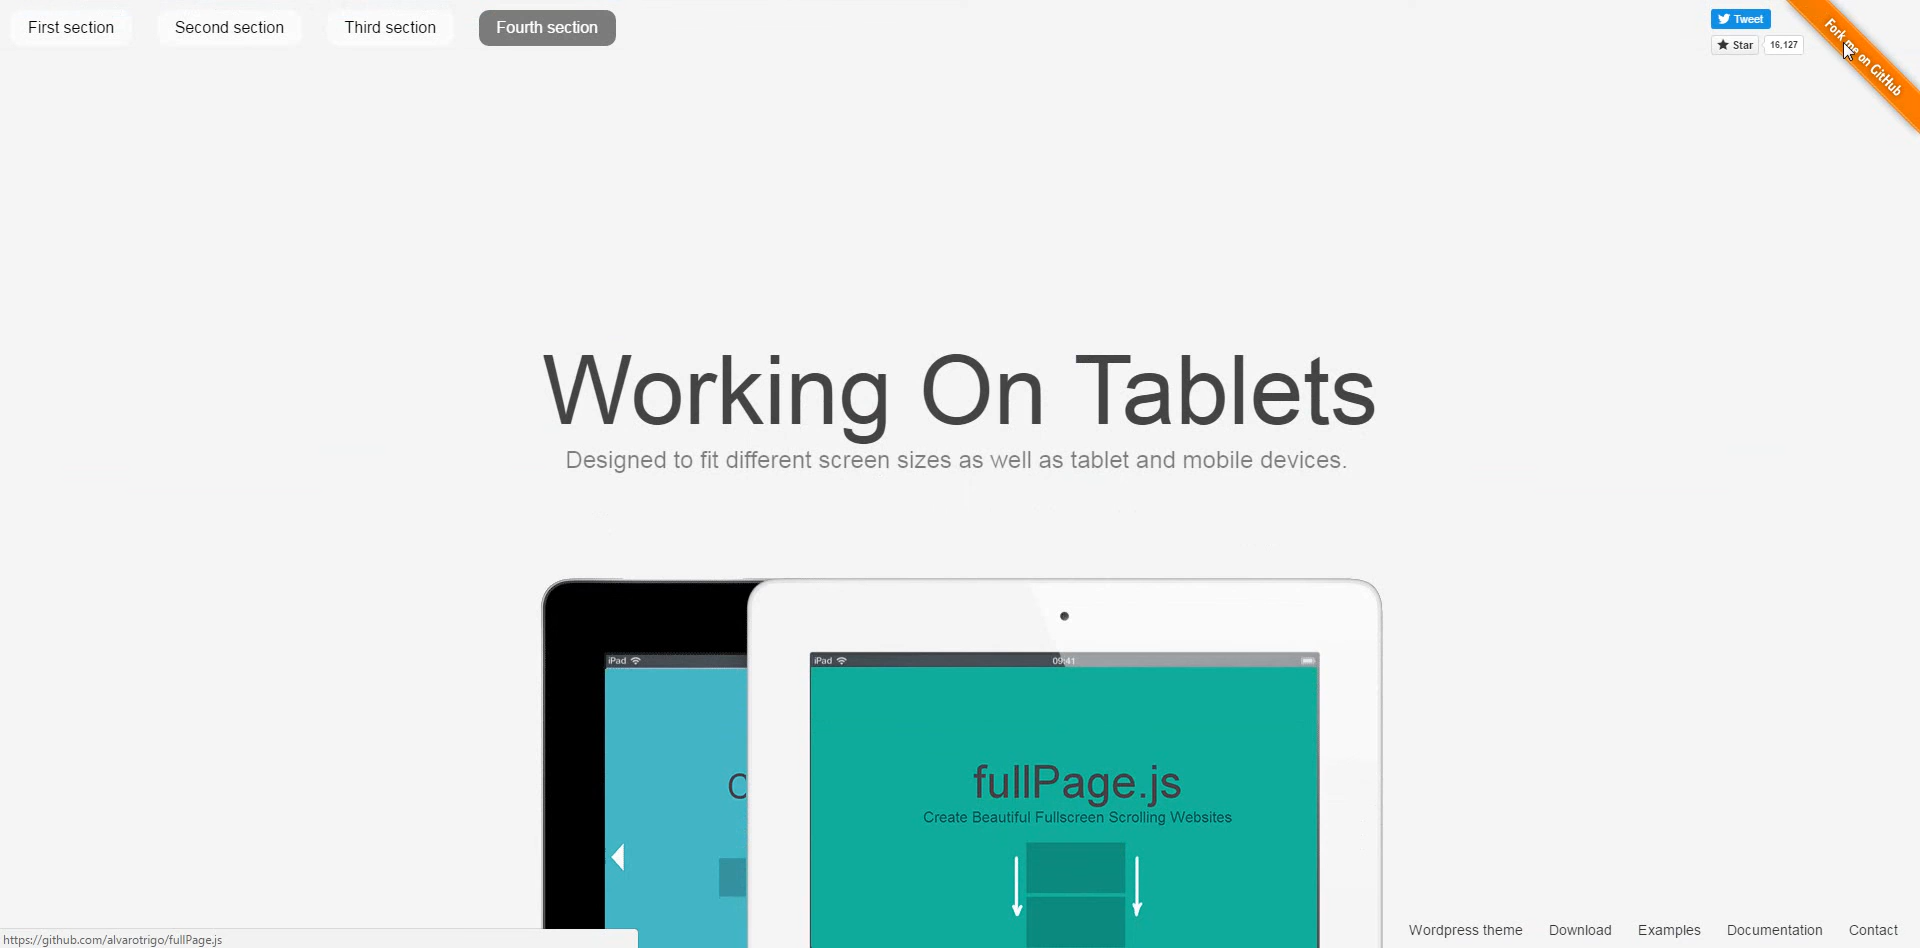 First section
Second section
Third section
Fourth section
Tweet
Star
16,127
Fork me on GitHub
Working On Tablets
Designed to fit different screen sizes as well as tablet and mobile devices.
iPad
iPad
09:41
C
fullPage.js
Create Beautiful Fullscreen Scrolling Websites
Wordpress theme
Download
Examples
Documentation
Contact
https://github.com/alvarotrigo/fullPage.js